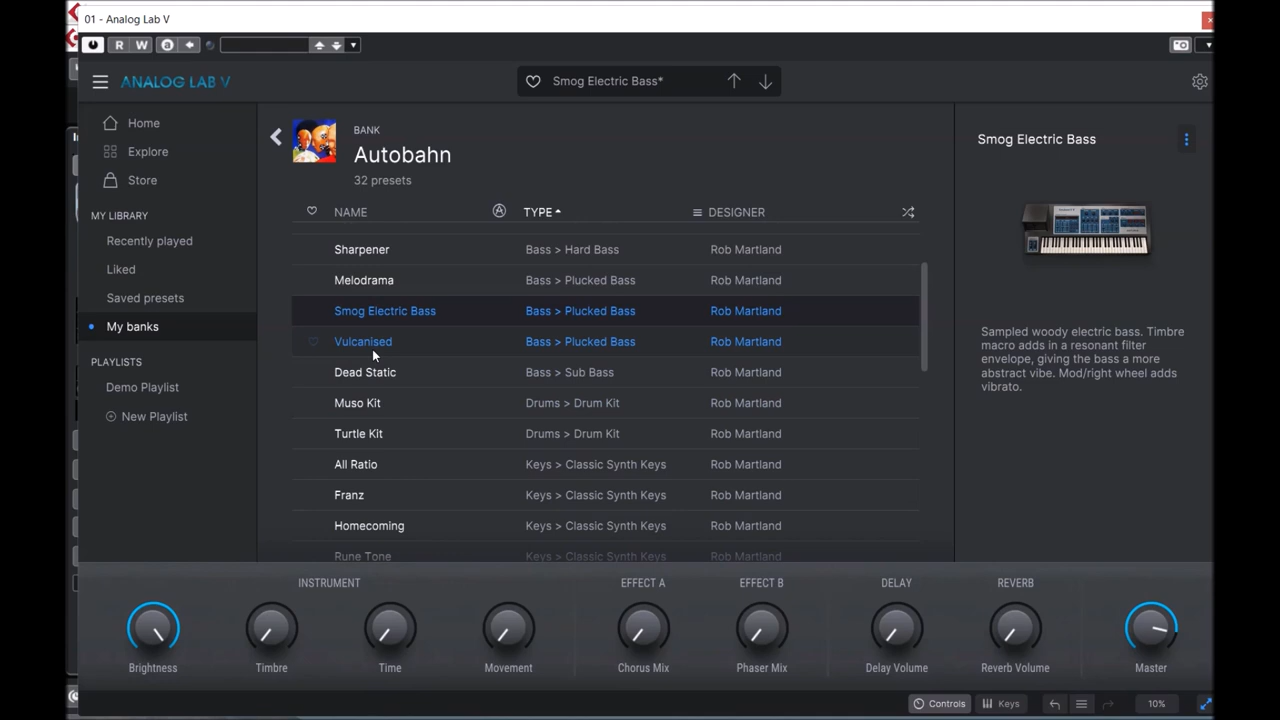 01 - Analog Lab V
R W
ANALOG LAB V
Smog Electric Bass*
Home
Explore
Store
MY LIBRARY
Recently played
Liked
Saved presets
My banks
PLAYLISTS
Demo Playlist
New Playlist
BANK
Autobahn
32 presets
NAME TYPE DESIGNER
Sharpener Bass > Hard Bass Rob Martland
Melodrama Bass > Plucked Bass Rob Martland
Smog Electric Bass Bass > Plucked Bass Rob Martland
Vulcanised Bass > Plucked Bass Rob Martland
Dead Static Bass > Sub Bass Rob Martland
Muso Kit Drums > Drum Kit Rob Martland
Turtle Kit Drums > Drum Kit Rob Martland
All Ratio Keys > Classic Synth Keys Rob Martland
Franz Keys > Classic Synth Keys Rob Martland
Homecoming Keys > Classic Synth Keys Rob Martland
Rune Tone Keys > Classic Synth Keys Rob Martland
Smog Electric Bass
Sampled woody electric bass. Timbre
macro adds in a resonant filter
envelope, giving the bass a more
abstract vibe. Mod/right wheel adds
vibrato.
INSTRUMENT EFFECT A EFFECT B DELAY REVERB
Brightness Timbre Time Movement Chorus Mix Phaser Mix Delay Volume Reverb Volume Master
Controls Keys 10%